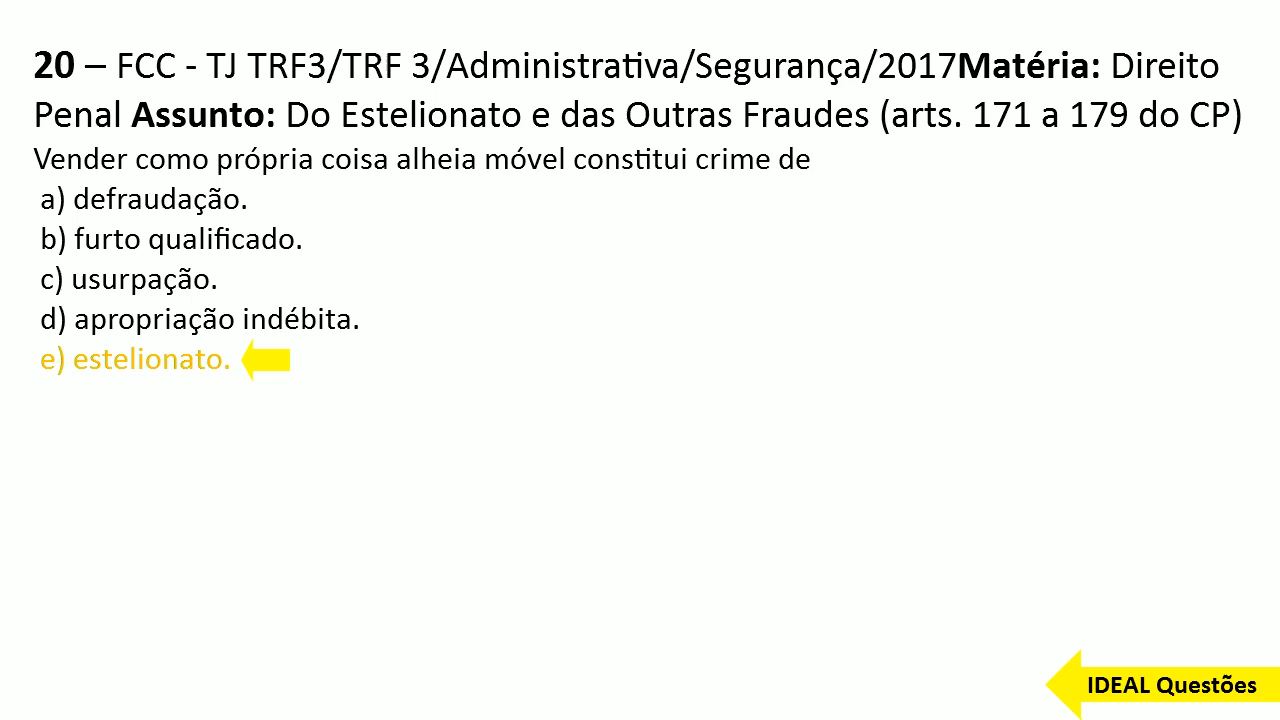 20 – FCC - TJ TRF3/TRF 3/Administrativa/Segurança/2017Matéria: Direito
Penal Assunto: Do Estelionato e das Outras Fraudes (arts. 171 a 179 do CP)
Vender como própria coisa alheia móvel constitui crime de
a) defraudação.
b) furto qualificado.
c) usurpação.
d) apropriação indébita.
e) estelionato.
IDEAL Questões